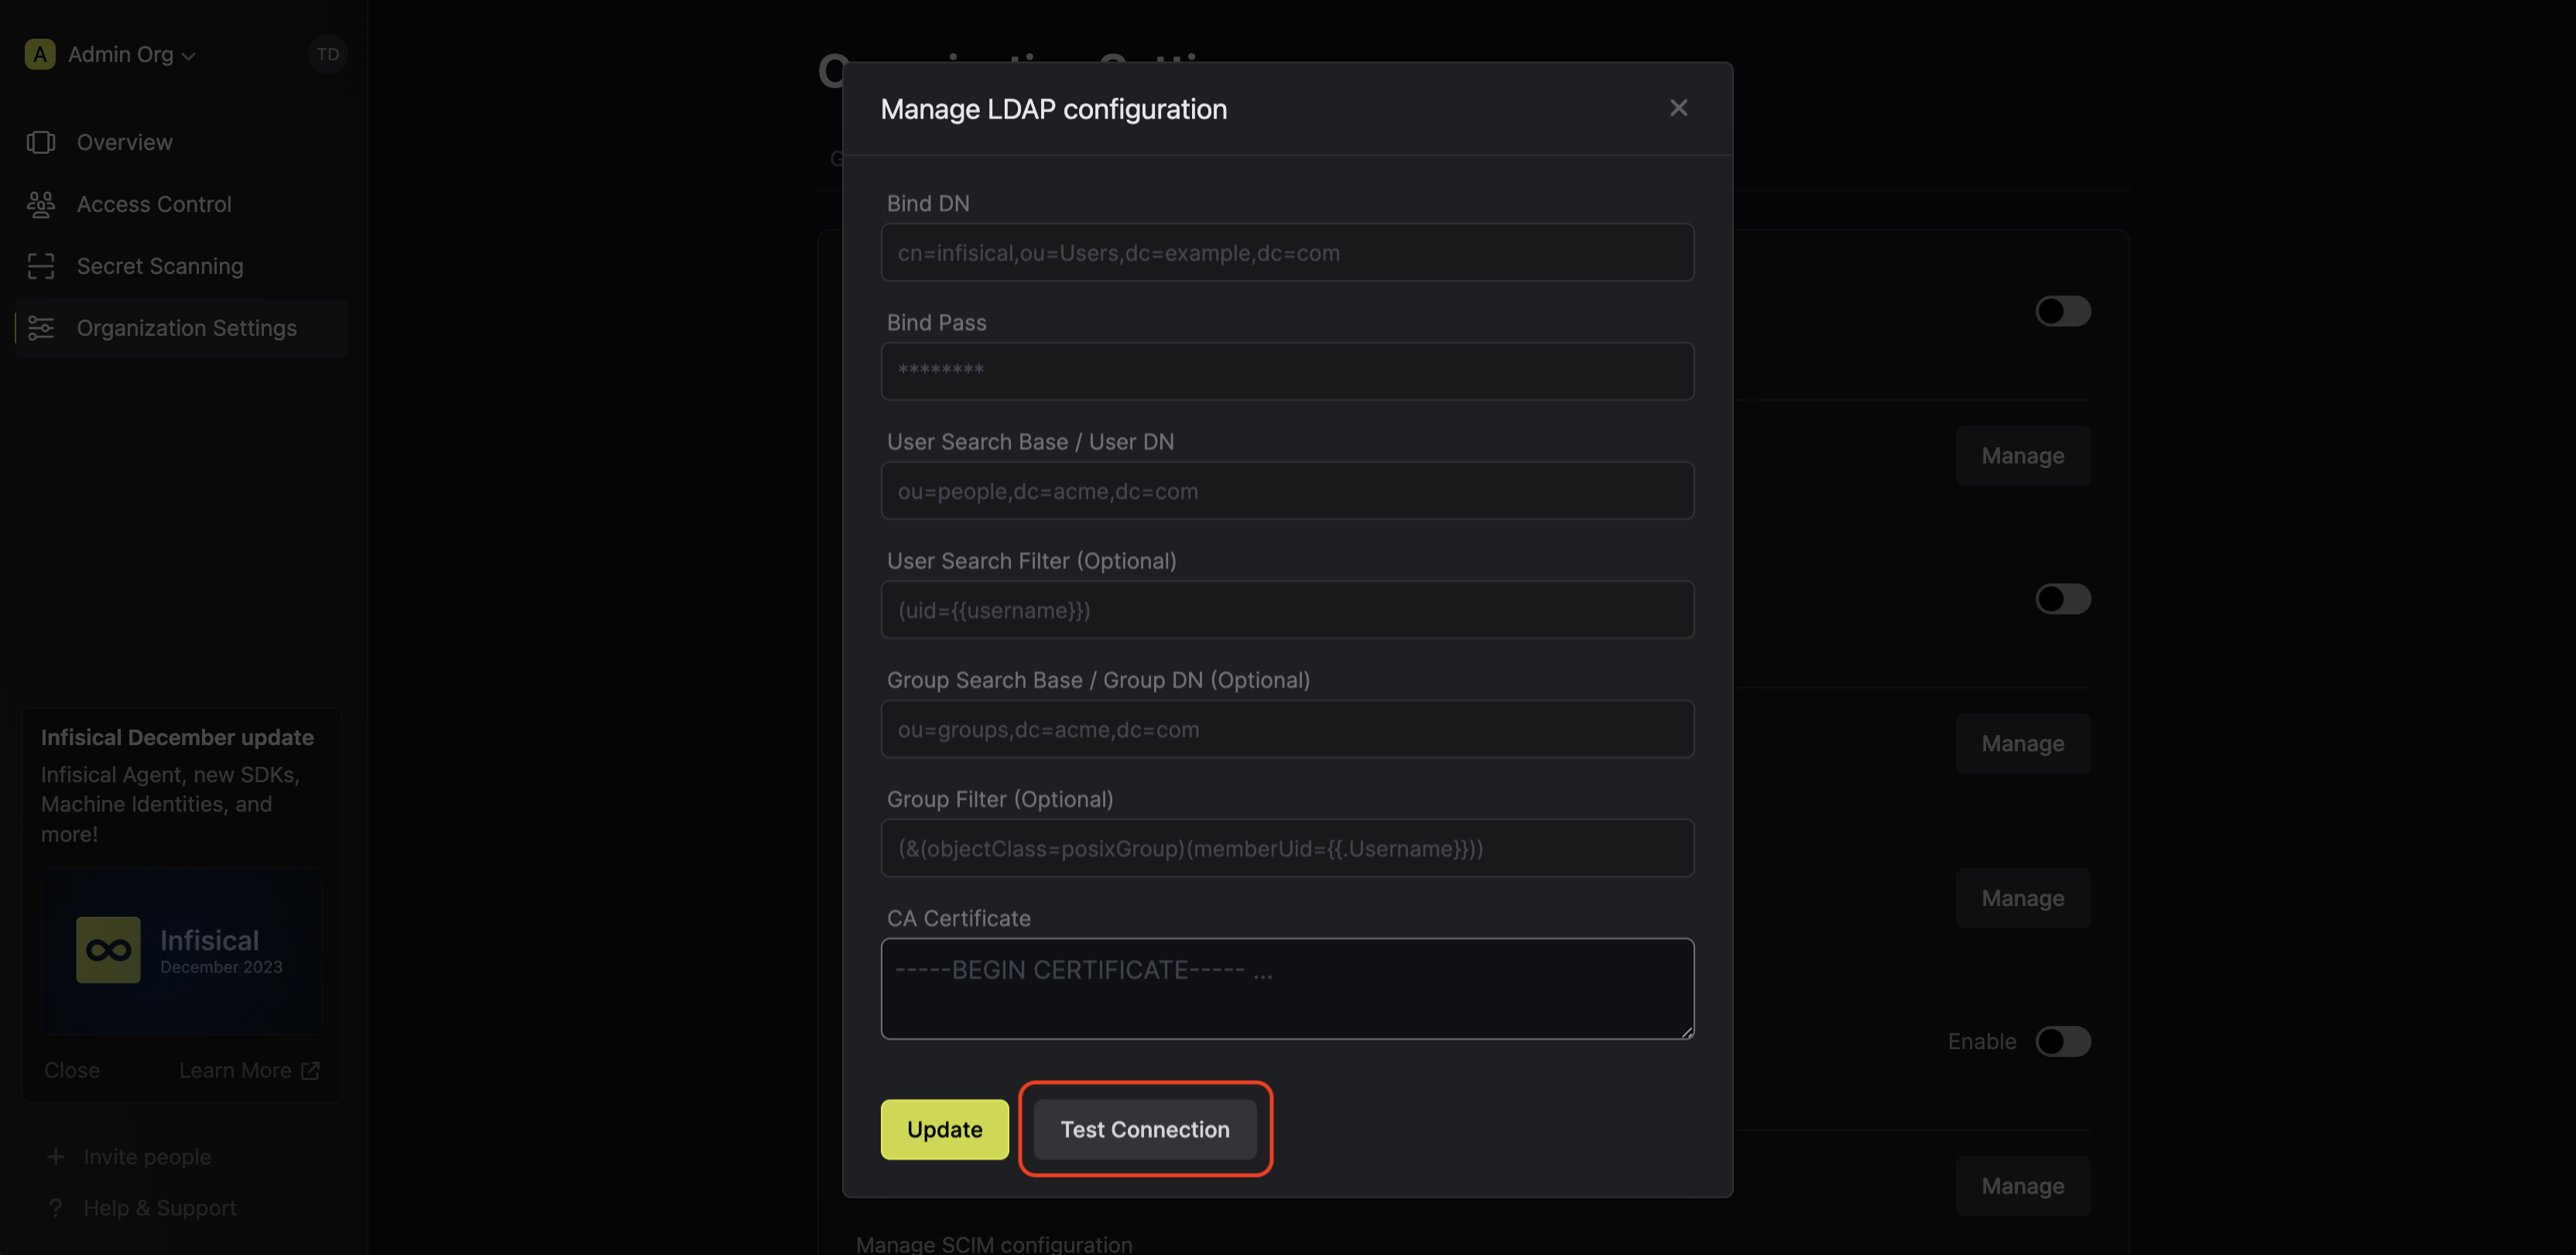 A Admin Org
TD
Overview
Access Control
Secret Scanning
Organization Settings
Infisical December update
Infisical Agent, new SDKs,
Machine Identities, and
more!
Infisical
December 2023
Close
Learn More
Invite people
? Help & Support
Manage LDAP configuration
Bind DN
cn=infisical,ou=Users,dc=example,dc=com
Bind Pass
********
User Search Base / User DN
ou=people,dc=acme,dc=com
User Search Filter (Optional)
(uid={{username}})
Group Search Base / Group DN (Optional)
ou=groups,dc=acme,dc=com
Group Filter (Optional)
(&(objectClass=posixGroup)(memberUid={{.Username}}))
CA Certificate
-----BEGIN CERTIFICATE----- ...
Update
Test Connection
Manage
Manage
Manage
Enable
Manage
Manage SCIM configuration